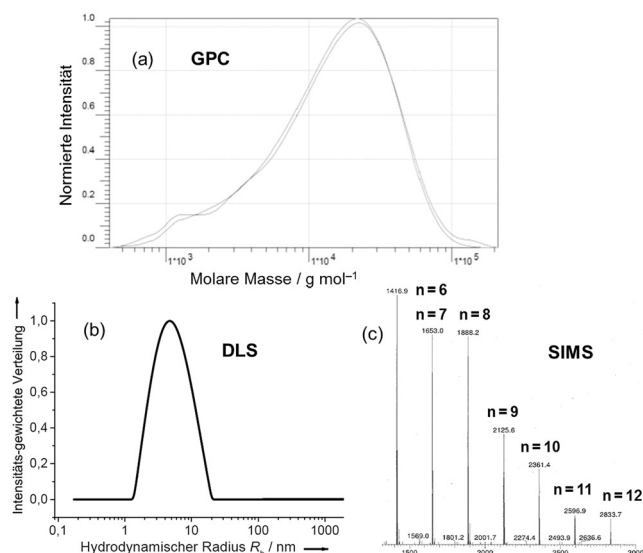 (a) GPC
Normierte Intensität
1.0
0.8
0.6
0.4
0.2
0.0
1*10³ 1*10⁴ 1*10⁵
Molare Masse / g mol⁻¹
(b) DLS
Intensitäts-gewichtete Verteilung
1,0
0,8
0,6
0,4
0,2
0,0
0,1 1 10 100 1000
Hydrodynamischer Radius Rₕ / nm
(c) SIMS
1416.9 n=6
n=7 n=8
1653.0 1888.2
n=9
2125.6
n=10
2361.4
n=11 n=12
2596.9 2833.7
1569.0 1801.2 2001.7 2274.4 2493.9 2636.6
1500 2000 2500 3000